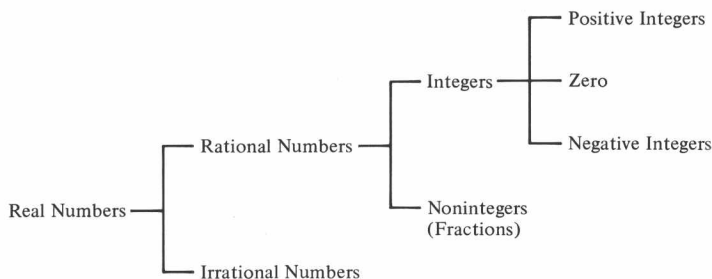 Positive Integers
Integers
Zero
Rational Numbers
Negative Integers
Real Numbers
Nonintegers
(Fractions)
Irrational Numbers